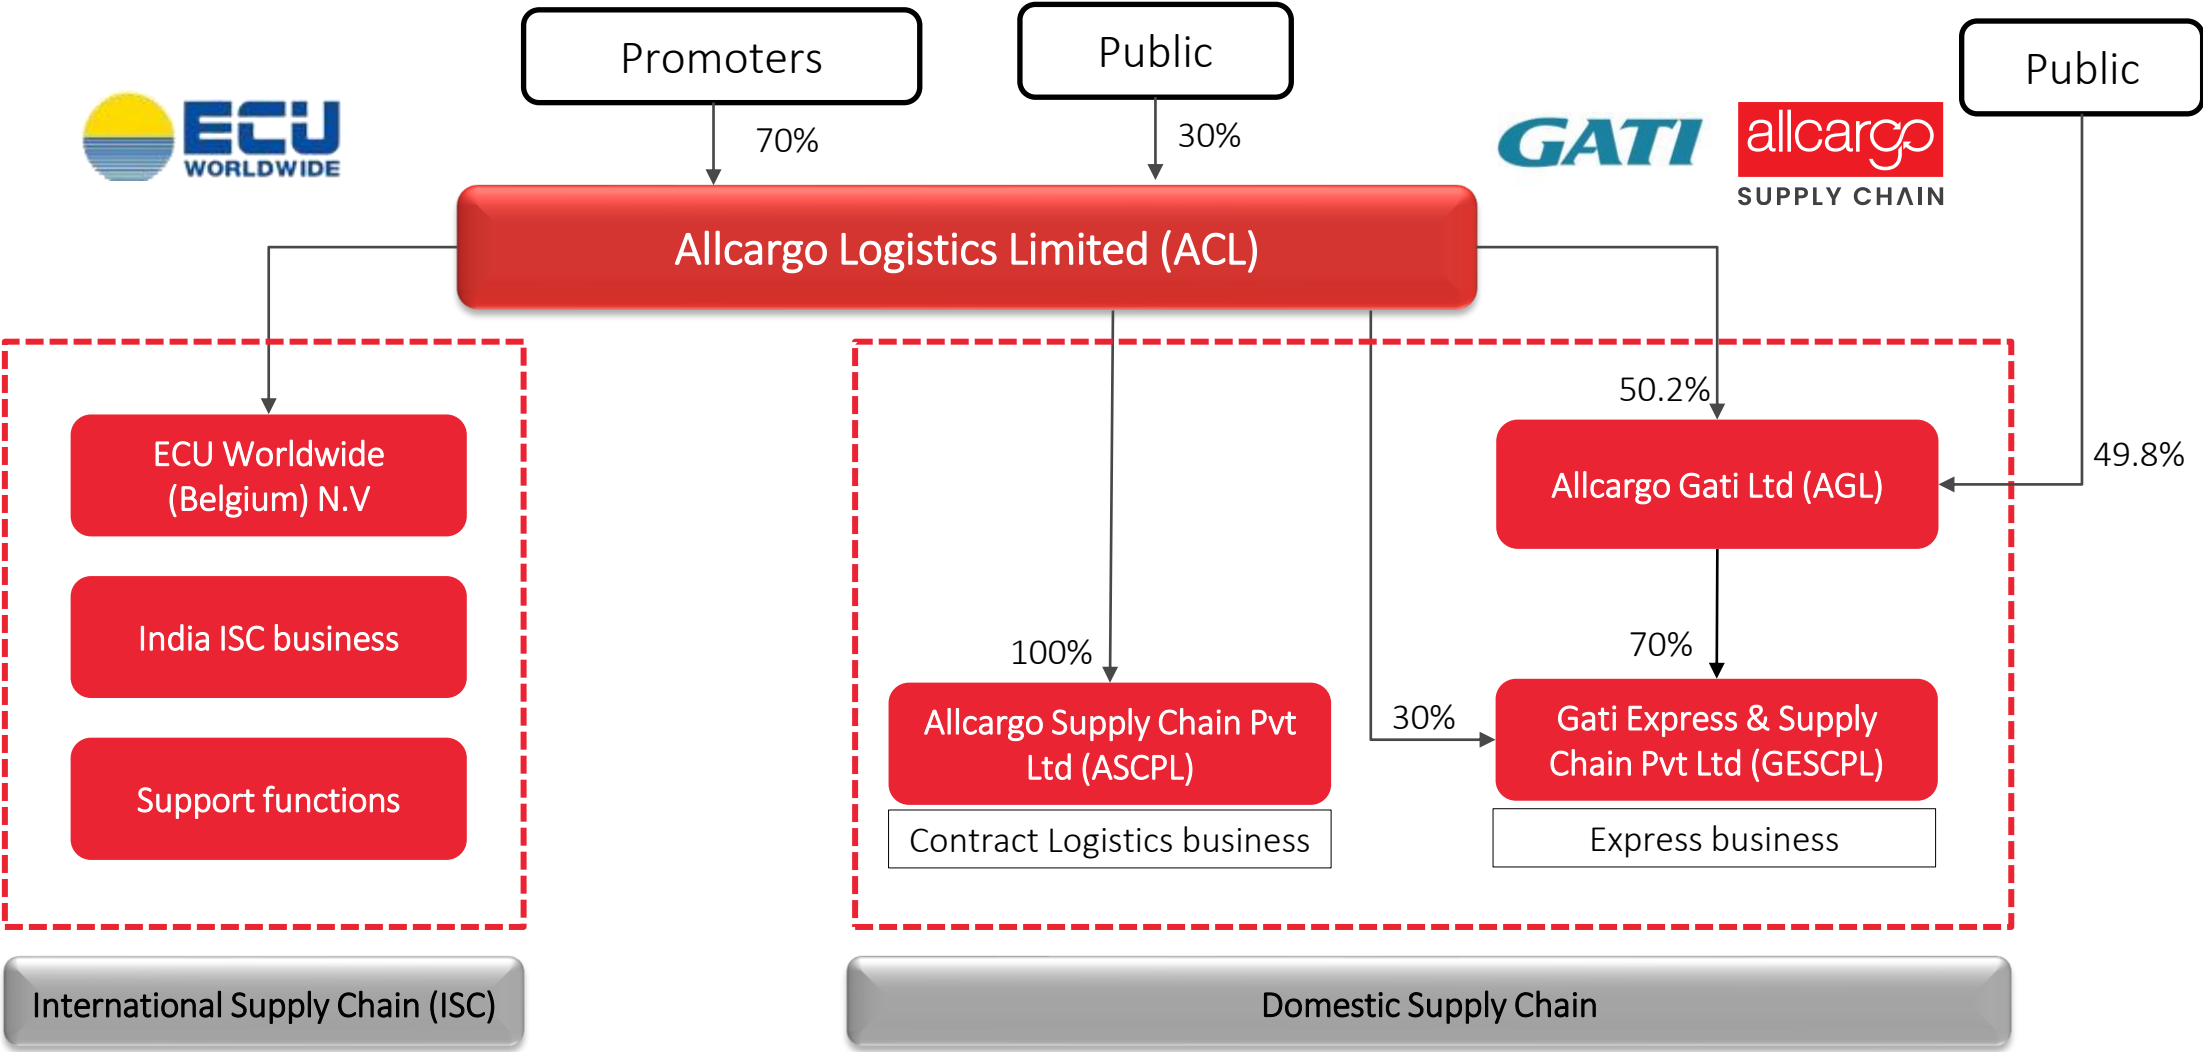 Promoters
Public
Public
ECU
WORLDWIDE
70%
30%
GATI
allcargo
SUPPLY CHAIN
Allcargo Logistics Limited (ACL)
50.2%
49.8%
ECU Worldwide
(Belgium) N.V
Allcargo Gati Ltd (AGL)
India ISC business
100%
70%
Allcargo Supply Chain Pvt
Ltd (ASCPL)
30%
Gati Express & Supply
Chain Pvt Ltd (GESCPL)
Support functions
Contract Logistics business
Express business
International Supply Chain (ISC)
Domestic Supply Chain